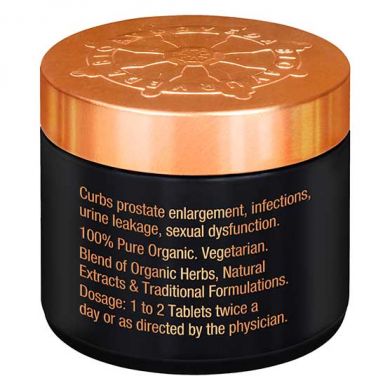 Curbs prostate enlargement, infections,
urine leakage, sexual dysfunction.
100% Pure Organic. Vegetarian.
Blend of Organic Herbs, Natural
Extracts & Traditional Formulations.
Dosage: 1 to 2 Tablets twice a
day or as directed by the physician.